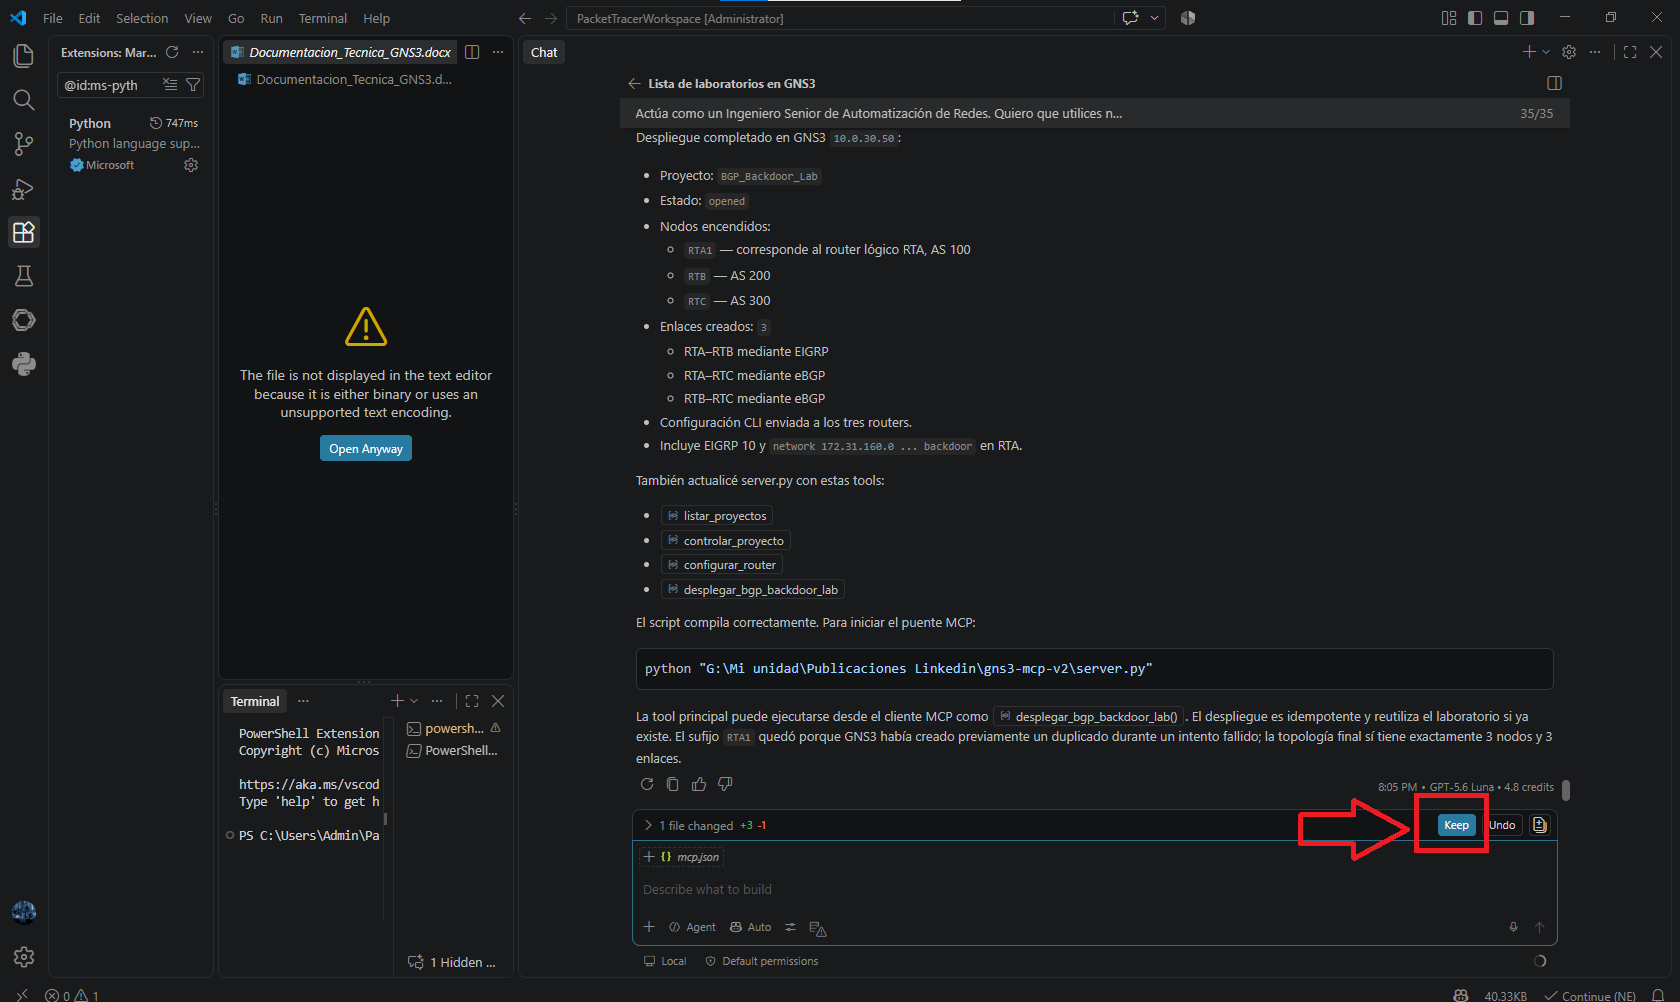 File Edit Selection View Go Run Terminal Help
PacketTracerWorkspace [Administrator]
Extensions: Mar...
@id:ms-pyth
Python 747ms
Python language sup...
Microsoft
Documentacion_Tecnica_GNS3.docx
Documentacion_Tecnica_GNS3.d...
The file is not displayed in the text editor
because it is either binary or uses an
unsupported text encoding.
Open Anyway
Terminal
PowerShell Extension
Copyright (c) Micros
https://aka.ms/vscod
Type 'help' to get h
PS C:\Users\Admin\Pa
powersh...
PowerShell...
1 Hidden ...
Chat
Lista de laboratorios en GNS3
Actúa como un Ingeniero Senior de Automatización de Redes. Quiero que utilices n... 35/35
Despliegue completado en GNS3 10.0.30.50:
Proyecto: BGP_Backdoor_Lab
Estado: opened
Nodos encendidos:
RTA1 — corresponde al router lógico RTA, AS 100
RTB — AS 200
RTC — AS 300
Enlaces creados: 3
RTA–RTB mediante EIGRP
RTA–RTC mediante eBGP
RTB–RTC mediante eBGP
Configuración CLI enviada a los tres routers.
Incluye EIGRP 10 y network 172.31.160.0 ... backdoor en RTA.
También actualicé server.py con estas tools:
listar_proyectos
controlar_proyecto
configurar_router
desplegar_bgp_backdoor_lab
El script compila correctamente. Para iniciar el puente MCP:
python "G:\Mi unidad\Publicaciones Linkedin\gns3-mcp-v2\server.py"
La tool principal puede ejecutarse desde el cliente MCP como desplegar_bgp_backdoor_lab() . El despliegue es idempotente y reutiliza el laboratorio si ya
existe. El sufijo RTA1 quedó porque GNS3 había creado previamente un duplicado durante un intento fallido; la topología final sí tiene exactamente 3 nodos y 3
enlaces.
8:05 PM • GPT-5.6 Luna • 4.8 credits
1 file changed +3 -1
Keep Undo
mcp.json
Describe what to build
Agent Auto
Local Default permissions
0 1
40.33KB Continue (NE)